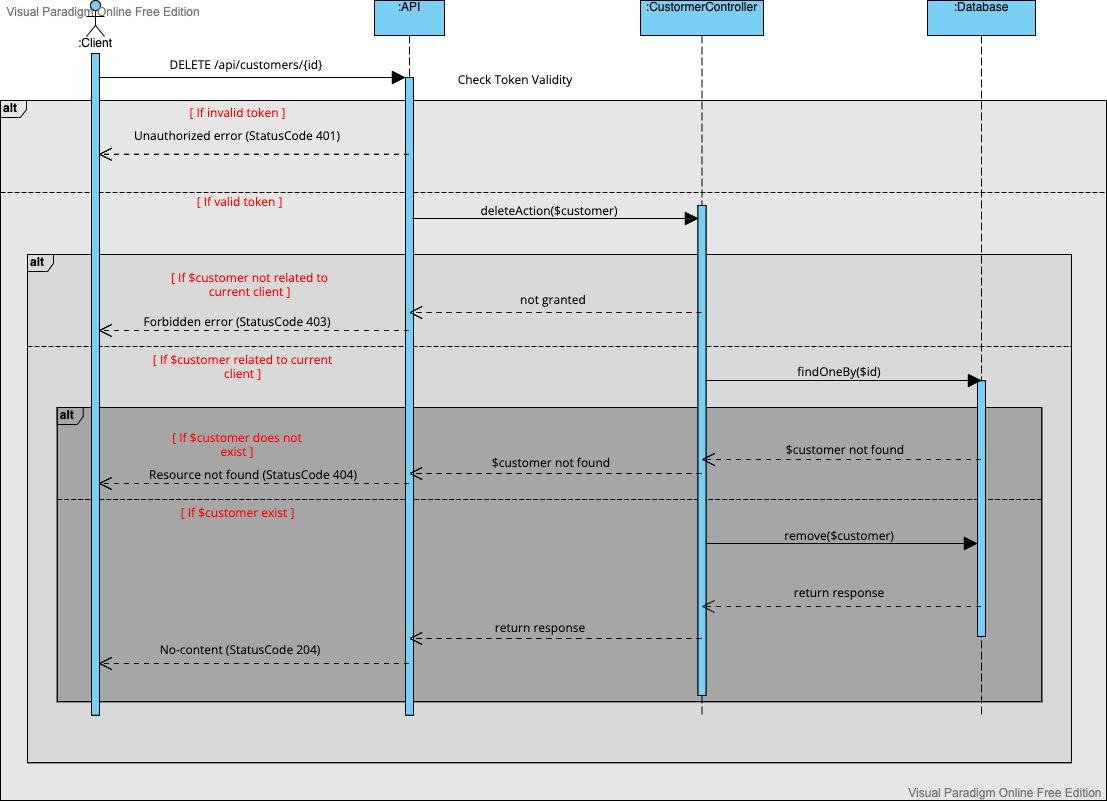 Visual Paradigm Online Free Edition
:Client
:API
:CustormerController
:Database
DELETE /api/customers/{id}
Check Token Validity
alt
[ If invalid token ]
Unauthorized error (StatusCode 401)
[ If valid token ]
deleteAction($customer)
alt
[ If $customer not related to
current client ]
not granted
Forbidden error (StatusCode 403)
[ If $customer related to current
client ]
findOneBy($id)
alt
[ If $customer does not
exist ]
$customer not found
$customer not found
Resource not found (StatusCode 404)
[ If $customer exist ]
remove($customer)
return response
return response
No-content (StatusCode 204)
Visual Paradigm Online Free Edition